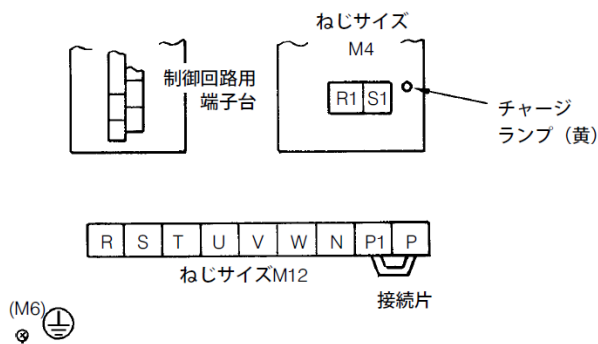 ねじサイズ
M4
制御回路用
端子台
R1 S1
チャージ
ランプ（黄）
R S T U V W N P1 P
ねじサイズM12
接続片
(M6)